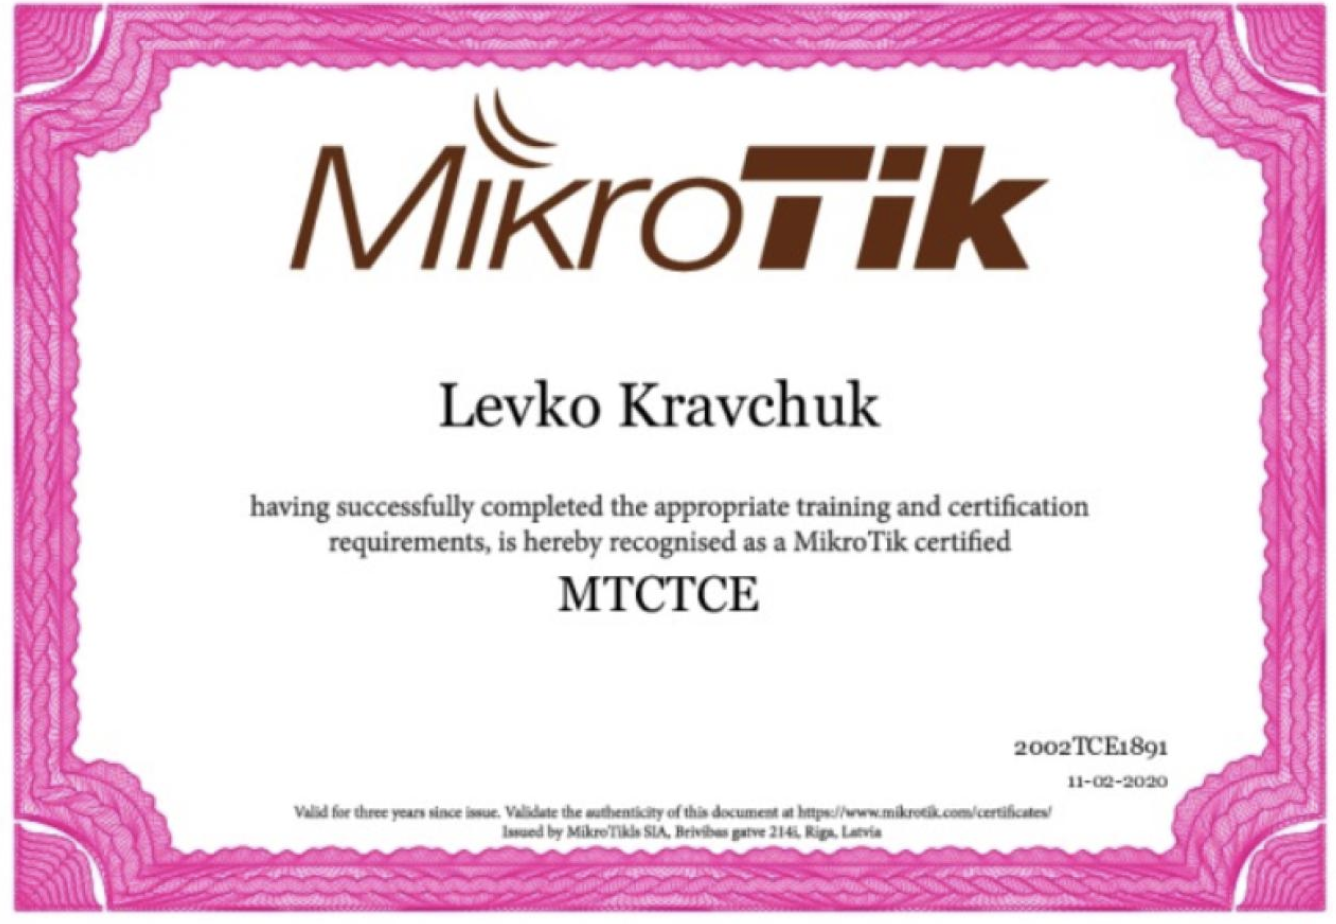 MikroTik
Levko Kravchuk
having successfully completed the appropriate training and certification
requirements, is hereby recognised as a MikroTik certified
MTCTCE
2002TCE1891
11-02-2020
Valid for three years since issue. Validate the authenticity of this document at https://www.mikrotik.com/certificates/
Issued by MikroTikls SIA, Brivibas gatve 214i, Riga, Latvia